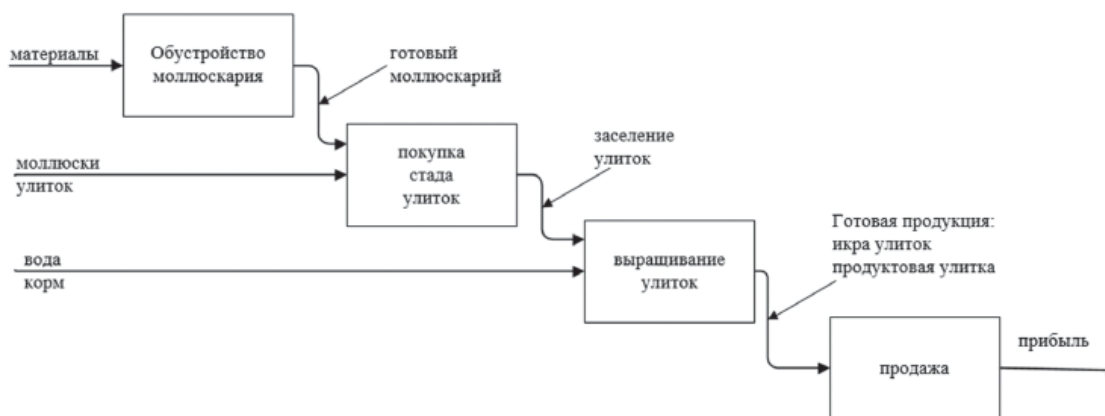 материалы
Обустройство
моллюскария
готовый
моллюскарий
моллюски
улиток
покупка
стада
улиток
заселение
улиток
вода
корм
выращивание
улиток
Готовая продукция:
икра улиток
продуктовая улитка
продажа
прибыль